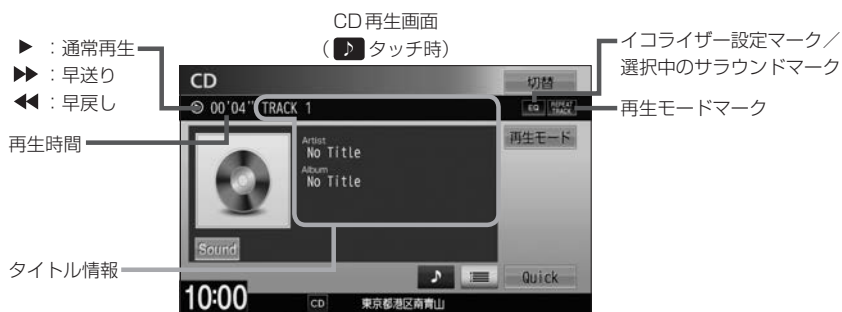 CD再生画面
(♪タッチ時)
▶:通常再生
▶▶:早送り
◀◀:早戻し
再生時間
タイトル情報
イコライザー設定マーク/
選択中のサラウンドマーク
再生モードマーク
CD
切替
00'04" TRACK 1
EQ
REPEAT
TRACK
再生モード
Artist
No Title
Album
No Title
Sound
♪
Quick
10:00
CD
東京都港区南青山